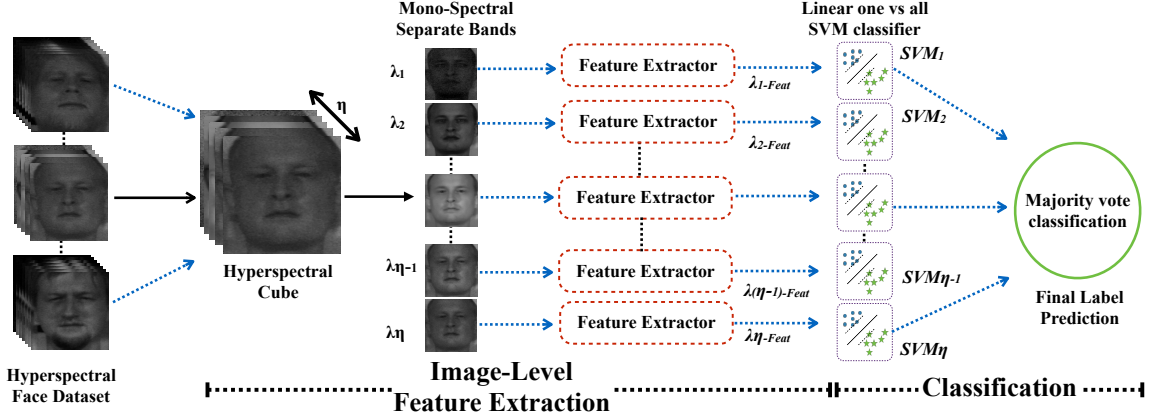 Mono-Spectral
Separate Bands
Linear one vs all
SVM classifier
λ1
Feature Extractor
λ1-Feat
SVM1
η
λ2
Feature Extractor
λ2-Feat
SVM2
Feature Extractor
Majority vote
classification
Hyperspectral
Cube
λη-1
Feature Extractor
λ(η-1)-Feat
SVMη-1
λη
Feature Extractor
λη-Feat
SVMη
Final Label
Prediction
Hyperspectral
Face Dataset
Image-Level
Feature Extraction
Classification